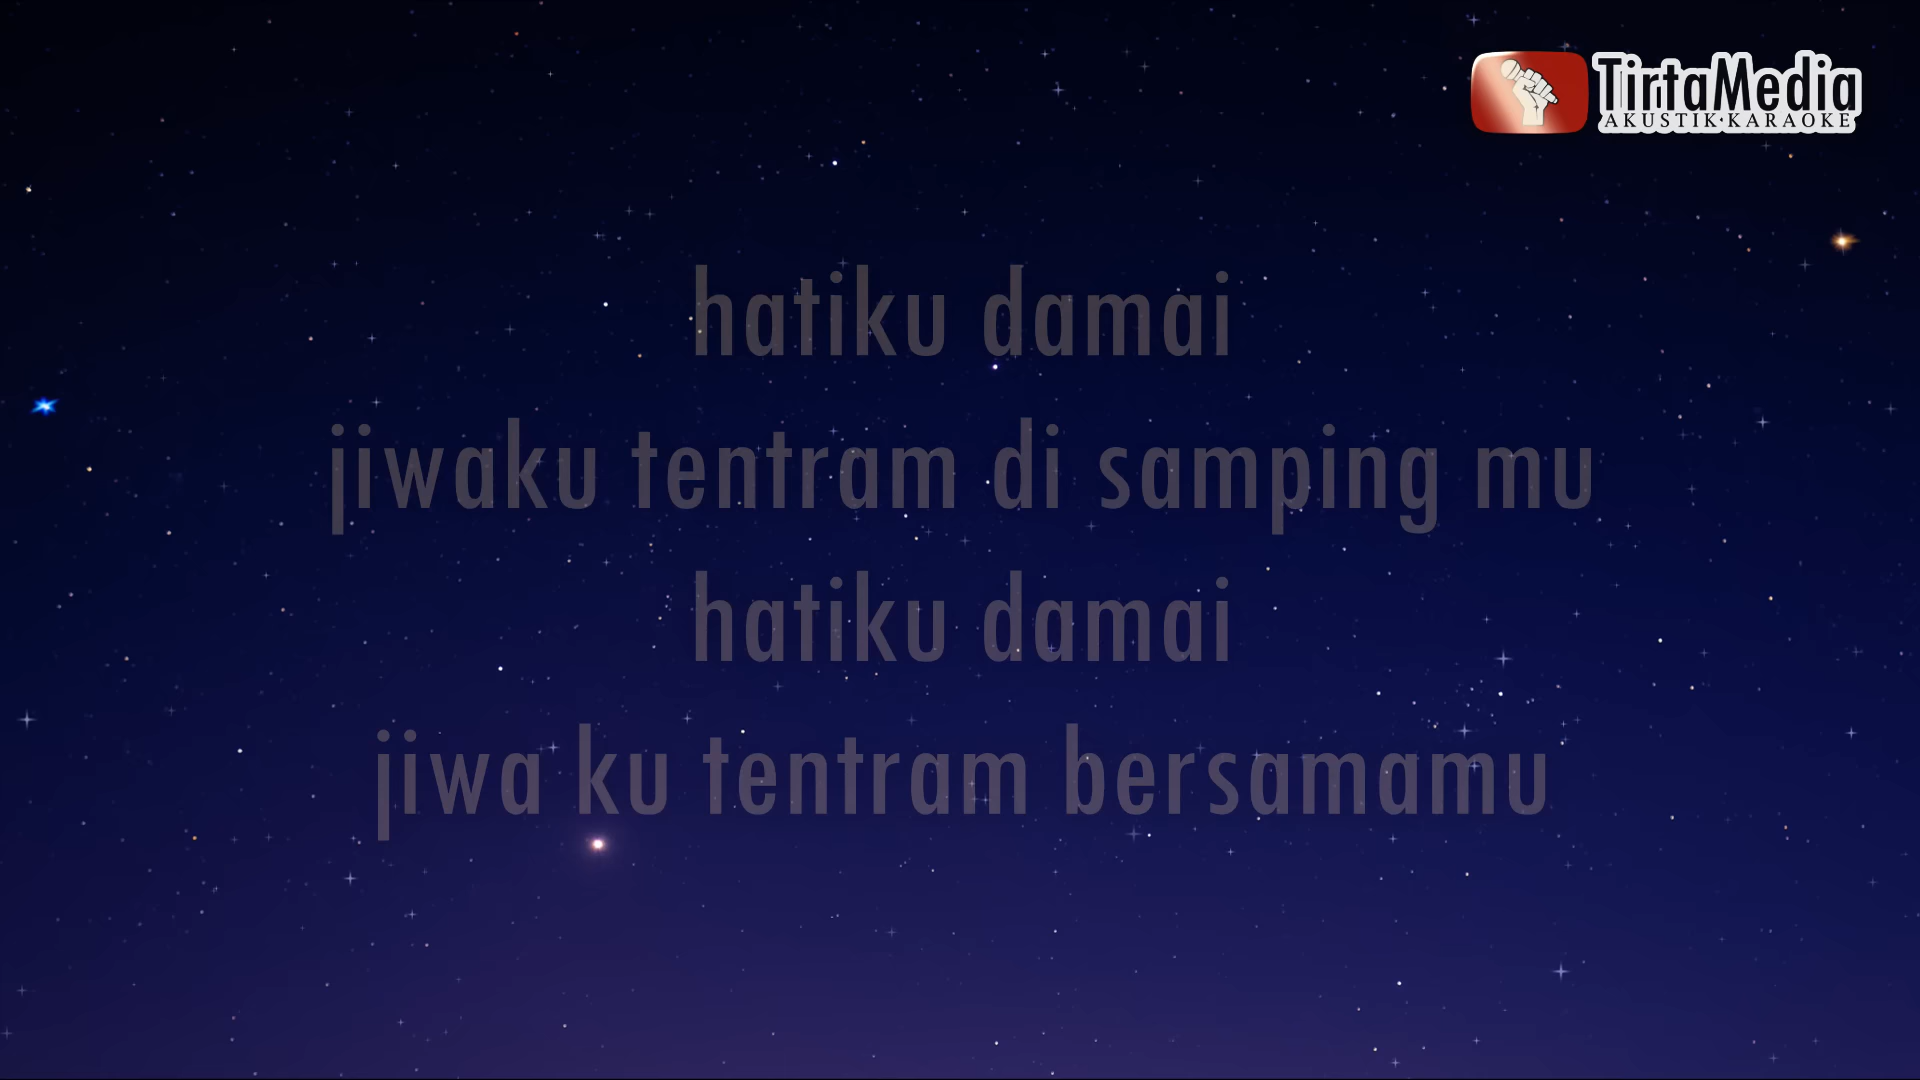 TirtaMedia
AKUSTIK•KARAOKE
hatiku damai
jiwaku tentram di samping mu
hatiku damai
jiwa ku tentram bersamamu